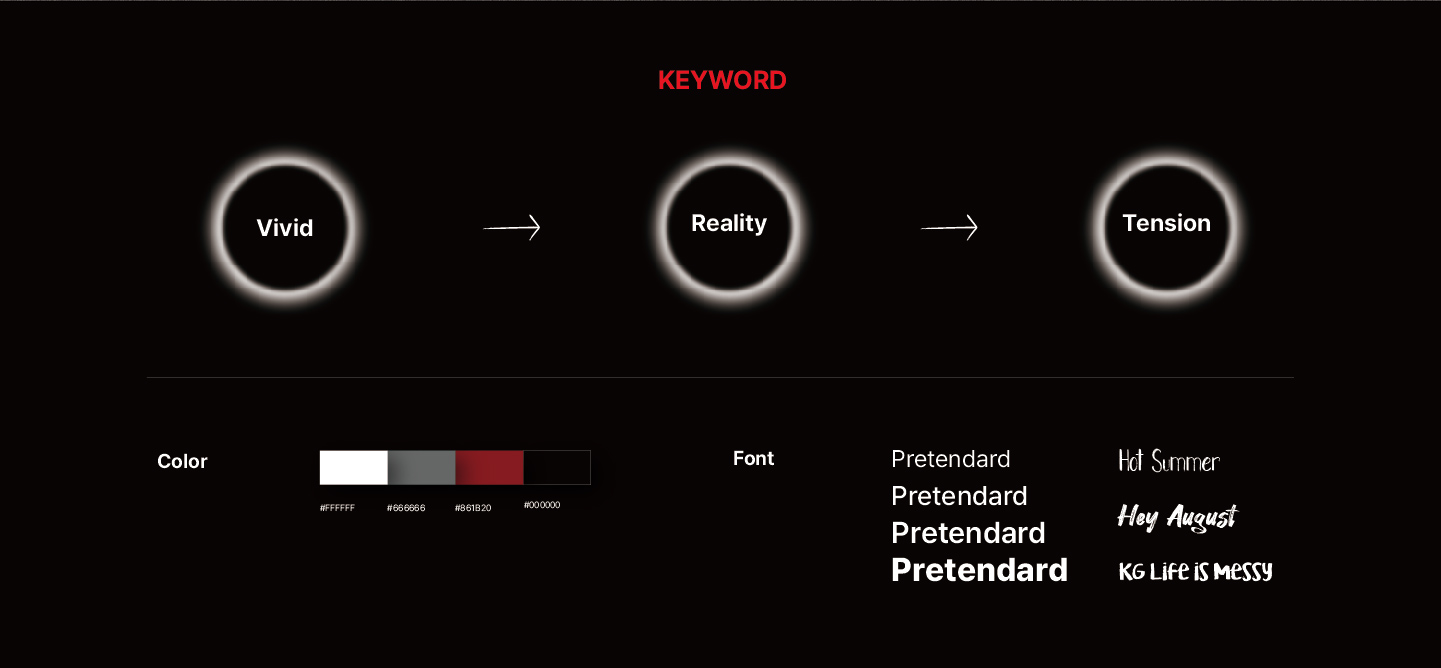 KEYWORD
Vivid
Reality
Tension
Color
#FFFFFF
#666666
#861B20
#000000
Font
Pretendard
Pretendard
Pretendard
Pretendard
Hot Summer
Hey August
KG Life is Messy